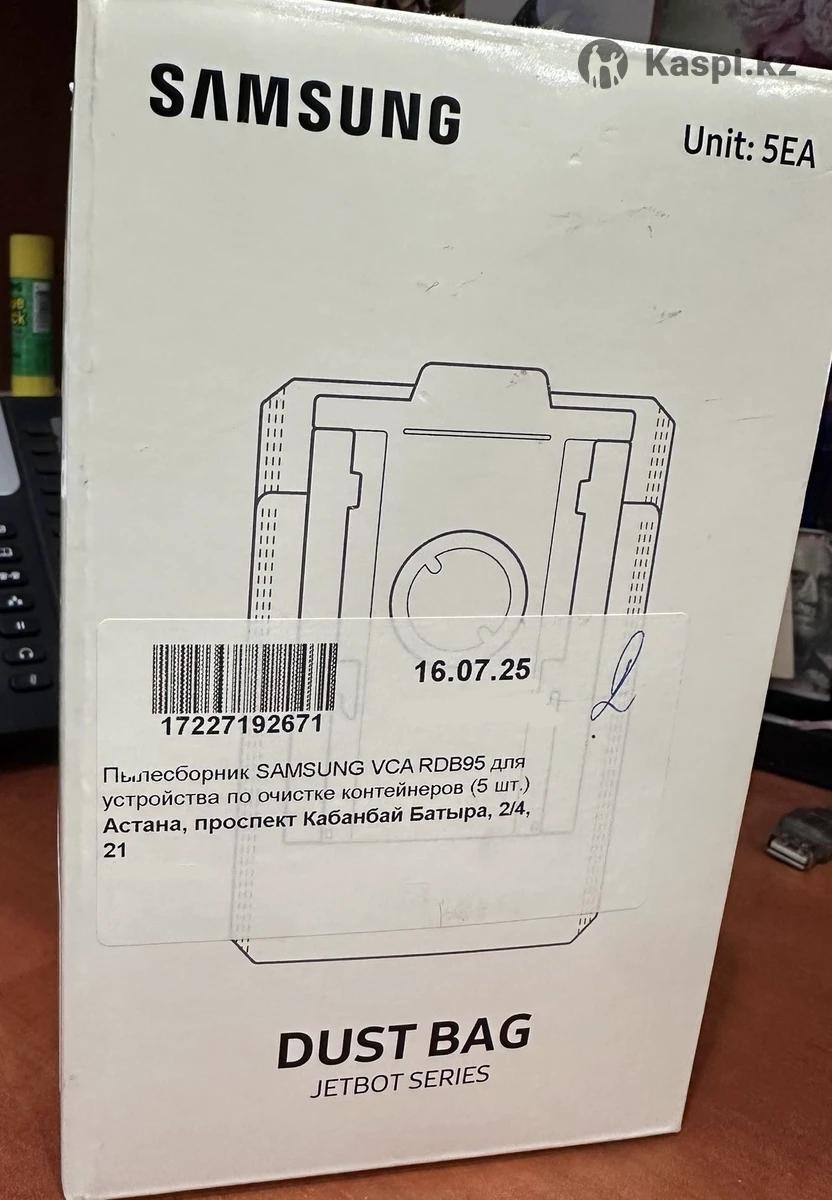 Kaspi.kz
SAMSUNG
Unit: 5EA
16.07.25
17227192671
Пылесборник SAMSUNG VCA RDB95 для
устройства по очистке контейнеров (5 шт.)
Астана, проспект Кабанбай Батыра, 2/4,
21
DUST BAG
JETBOT SERIES